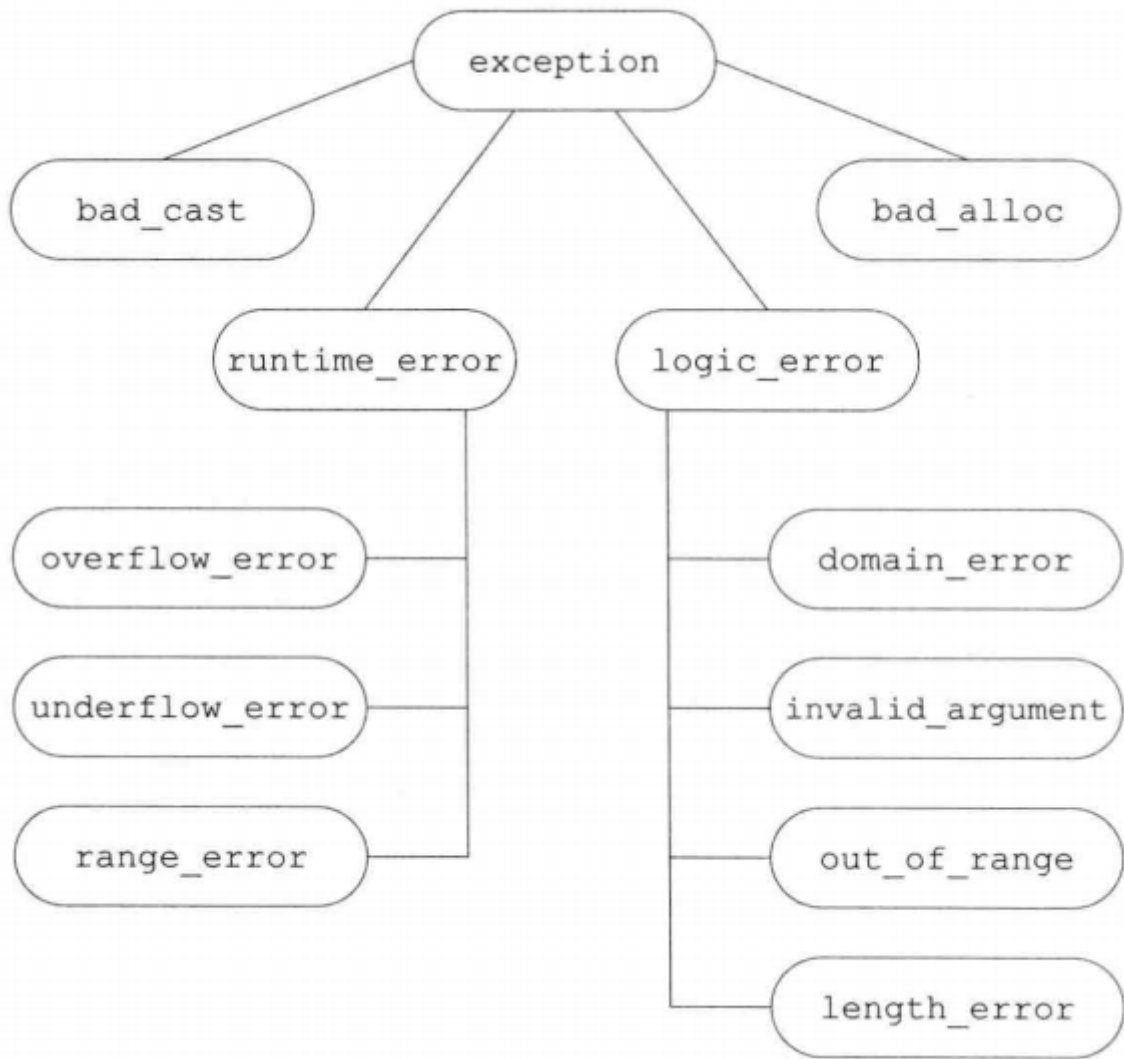 exception
bad_cast
bad_alloc
runtime_error
logic_error
overflow_error
domain_error
underflow_error
invalid_argument
range_error
out_of_range
length_error